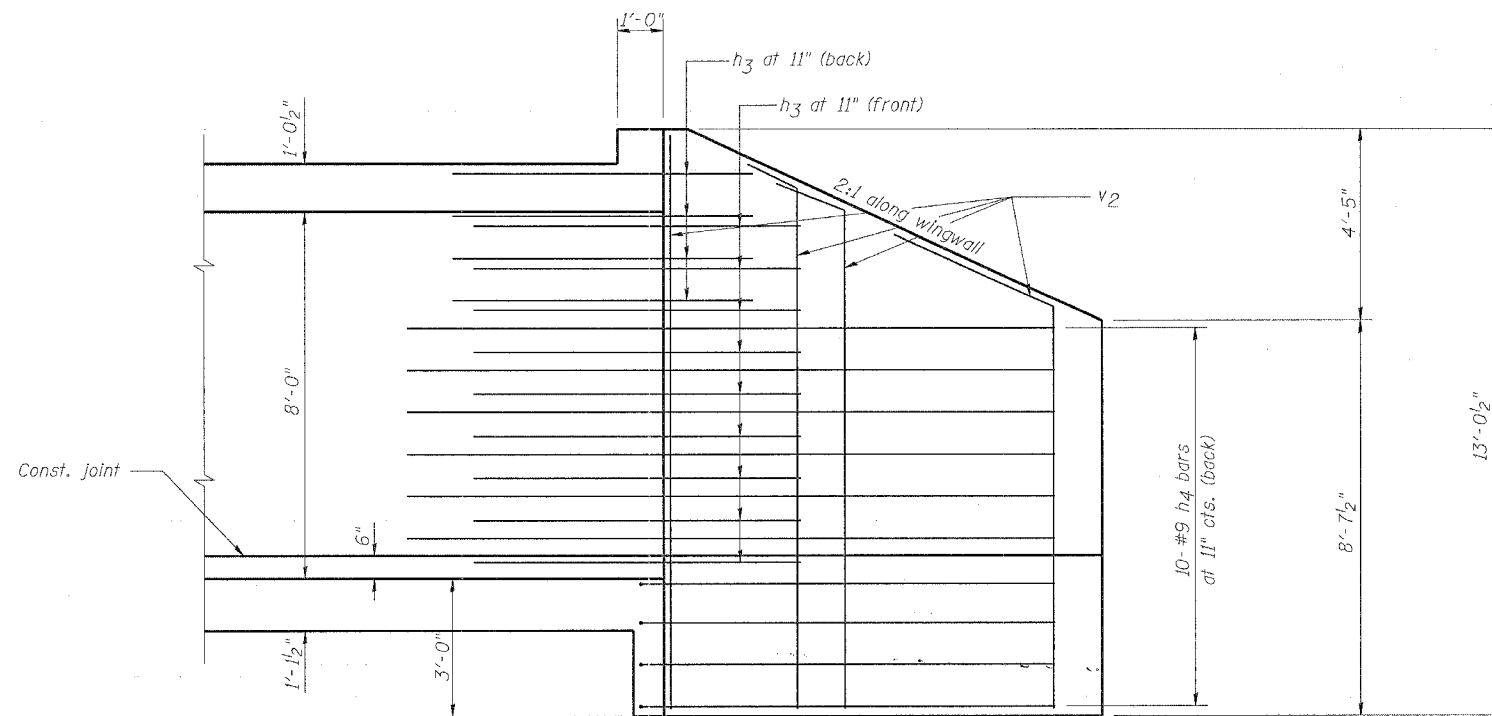 1'-0"
h3 at 11" (back)
h3 at 11" (front)
1'-0½"
2:1 along wingwall
v2
4'-5"
8'-0"
13'-0½"
Const. joint
6"
10-#9 h4 bars
at 11" cts. (back)
8'-7½"
1'-1½"
3'-0"